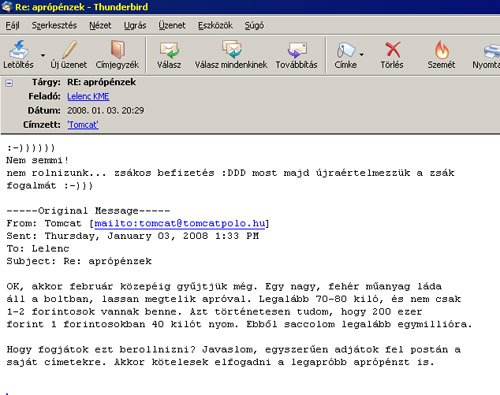 Re: aprópénzek - Thunderbird
Fájl Szerkesztés Nézet Ugrás Üzenet Eszközök Súgó
Letöltés Új üzenet Címjegyzék Válasz Válasz mindenkinek Továbbítás Címke Törlés Szemét Nyomta
Tárgy: RE: aprópénzek
Feladó: Lelenc KME
Dátum: 2008. 01. 03. 20:29
Címzett: 'Tomcat'
:-))))))
Nem semmi!
nem rolnizunk... zsákos befizetés :DDD most majd újraértelmezzük a zsák
fogalmát :-)))
-----Original Message-----
From: Tomcat [mailto:tomcat@tomcatpolo.hu]
Sent: Thursday, January 03, 2008 1:33 PM
To: Lelenc
Subject: Re: aprópénzek
OK, akkor február közepéig gyűjtjük még. Egy nagy, fehér műanyag láda
áll a boltban, lassan megtelik apróval. Legalább 70-80 kiló, és nem csak
1-2 forintosok vannak benne. Azt történetesen tudom, hogy 200 ezer
forint 1 forintosokban 40 kilót nyom. Ebből saccolom legalább egymillióra.
Hogy fogjátok ezt berollnizni? Javaslom, egyszerűen adjátok fel postán a
saját címetekre. Akkor kötelesek elfogadni a legapróbb aprópénzt is.